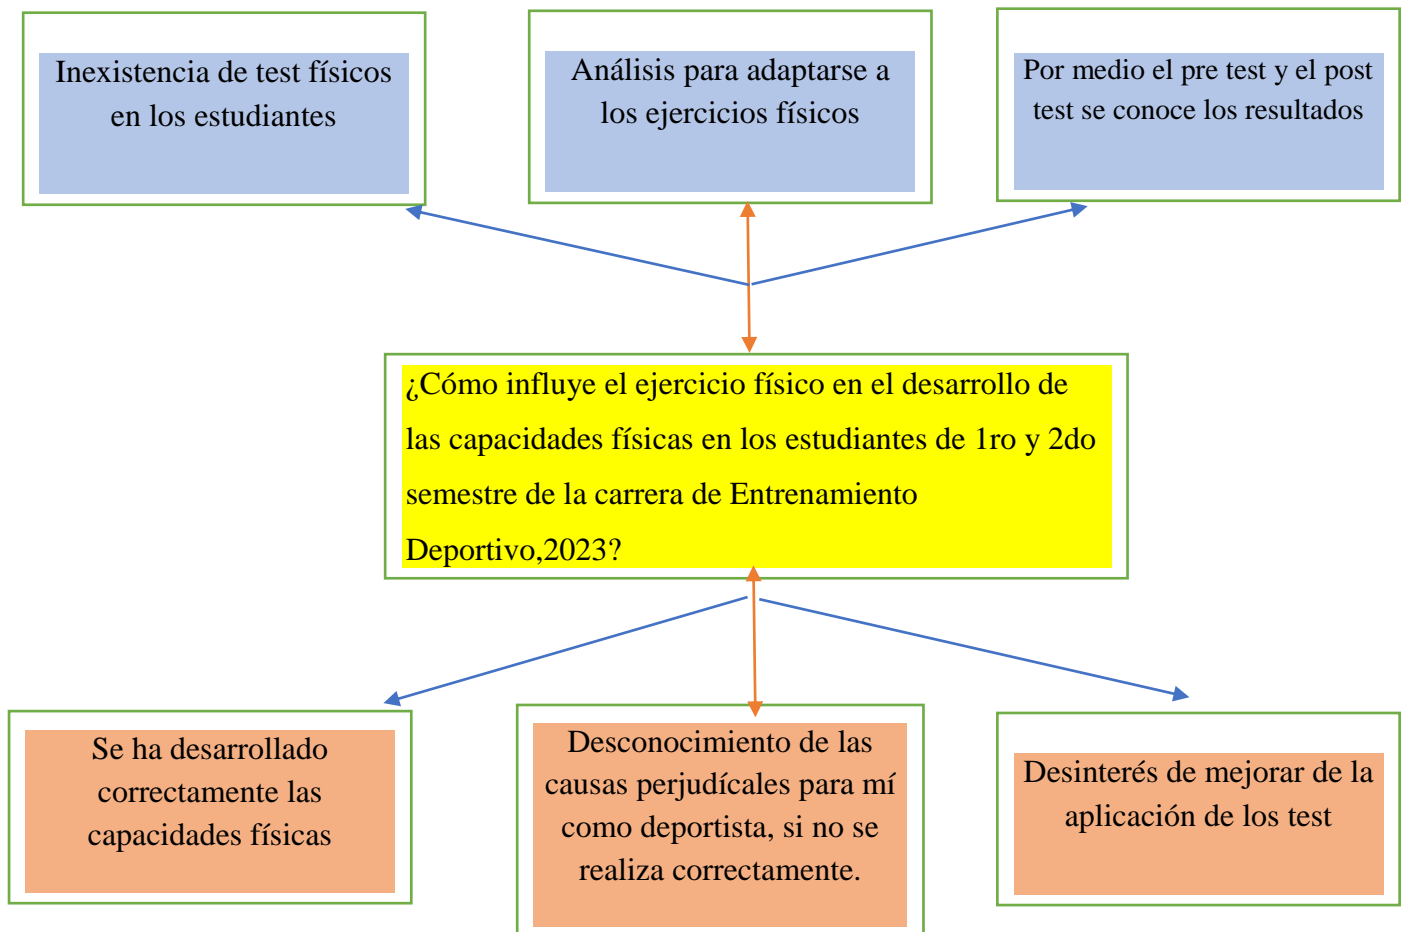 Inexistencia de test físicos
en los estudiantes
Análisis para adaptarse a
los ejercicios físicos
Por medio el pre test y el post
test se conoce los resultados
¿Cómo influye el ejercicio físico en el desarrollo de
las capacidades físicas en los estudiantes de 1ro y 2do
semestre de la carrera de Entrenamiento
Deportivo,2023?
Se ha desarrollado
correctamente las
capacidades físicas
Desconocimiento de las
causas perjudícales para mí
como deportista, si no se
realiza correctamente.
Desinterés de mejorar de la
aplicación de los test